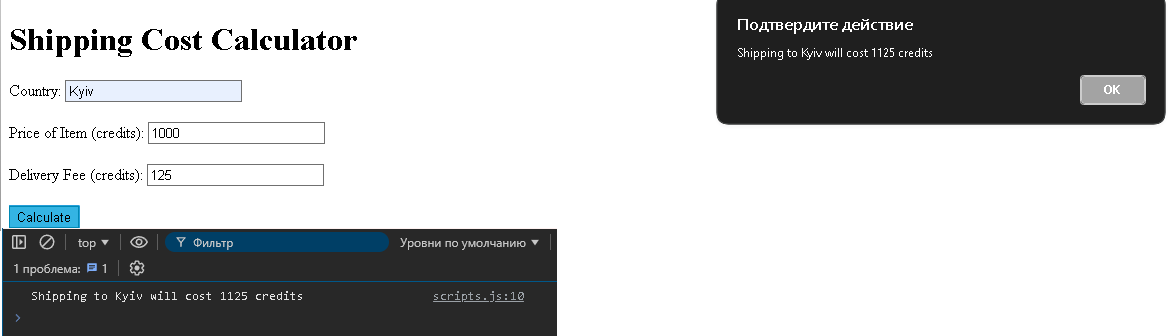 Shipping Cost Calculator
Country: Kyiv
Price of Item (credits): 1000
Delivery Fee (credits): 125
Calculate
Подтвердите действие
Shipping to Kyiv will cost 1125 credits
OK
top ▼ Фильтр Уровни по умолчанию ▼
1 проблема: 1
Shipping to Kyiv will cost 1125 credits scripts.js:10
>